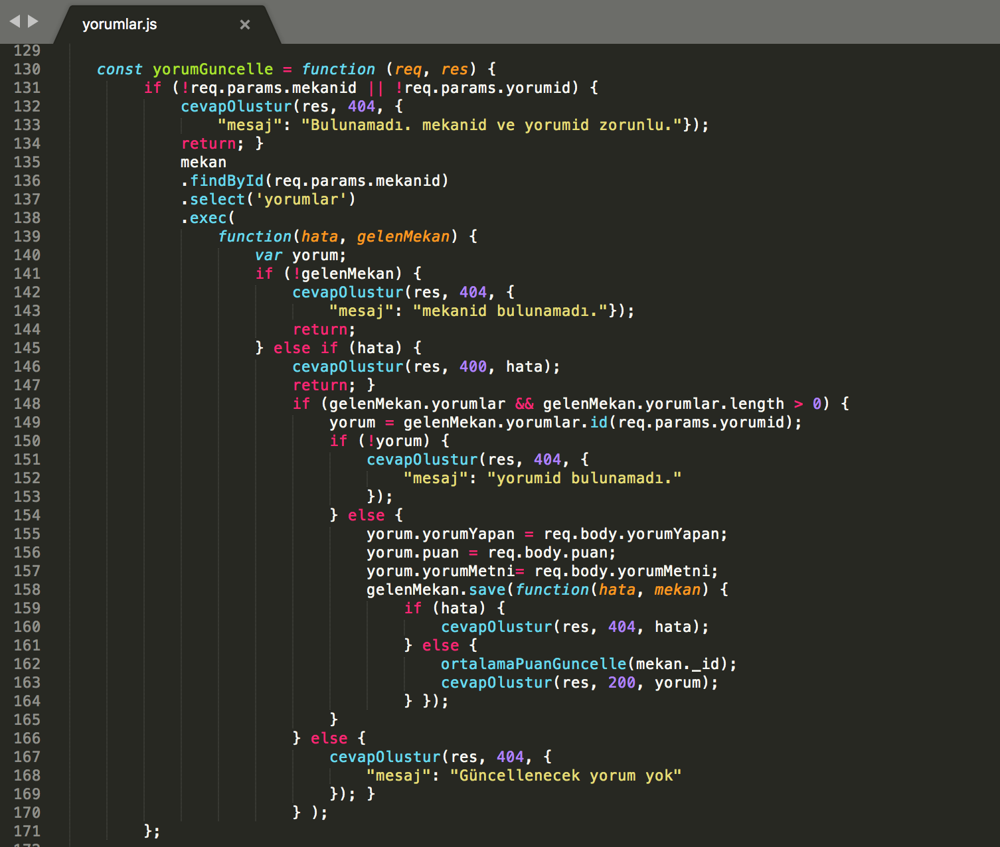 yorumlar.js ×
129
130 const yorumGuncelle = function (req, res) {
131 if (!req.params.mekanid || !req.params.yorumid) {
132 cevapOlustur(res, 404, {
133 "mesaj": "Bulunamadı. mekanid ve yorumid zorunlu."});
134 return; }
135 mekan
136 .findById(req.params.mekanid)
137 .select('yorumlar')
138 .exec(
139 function(hata, gelenMekan) {
140 var yorum;
141 if (!gelenMekan) {
142 cevapOlustur(res, 404, {
143 "mesaj": "mekanid bulunamadı."});
144 return;
145 } else if (hata) {
146 cevapOlustur(res, 400, hata);
147 return; }
148 if (gelenMekan.yorumlar && gelenMekan.yorumlar.length > 0) {
149 yorum = gelenMekan.yorumlar.id(req.params.yorumid);
150 if (!yorum) {
151 cevapOlustur(res, 404, {
152 "mesaj": "yorumid bulunamadı."
153 });
154 } else {
155 yorum.yorumYapan = req.body.yorumYapan;
156 yorum.puan = req.body.puan;
157 yorum.yorumMetni= req.body.yorumMetni;
158 gelenMekan.save(function(hata, mekan) {
159 if (hata) {
160 cevapOlustur(res, 404, hata);
161 } else {
162 ortalamaPuanGuncelle(mekan._id);
163 cevapOlustur(res, 200, yorum);
164 } });
165 }
166 } else {
167 cevapOlustur(res, 404, {
168 "mesaj": "Güncellenecek yorum yok"
169 }); }
170 } );
171 };